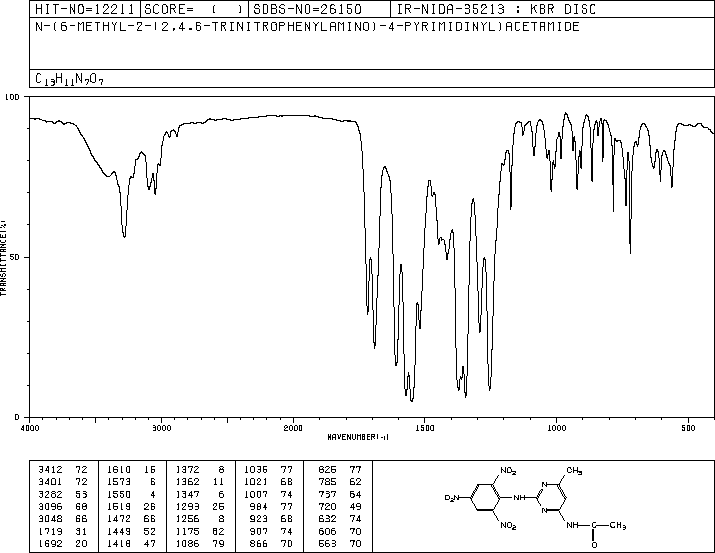 HIT-NO=12211 SCORE= ( ) SDBS-NO=26150 IR-NIDA-35213 : KBR DISC
N-(6-METHYL-2-(2,4,6-TRINITROPHENYLAMINO)-4-PYRIMIDINYL)ACETAMIDE
C13H11N7O7
100
TRANSMITTANCE(%)
50
0
4000 3000 2000 1500 1000 500
WAVENUMBER(-1)
3412 72 1610 16 1372 8 1036 77 826 77
3401 72 1573 6 1362 11 1021 68 785 62
3282 53 1550 4 1347 6 1007 74 737 64
3096 68 1519 26 1293 25 984 77 720 49
3048 66 1472 66 1256 8 923 68 632 74
1719 31 1449 52 1175 62 907 74 606 70
1692 20 1418 47 1086 79 866 70 563 70
NO2 CH3
N
O2N NH N
NO2 NH C CH3
O